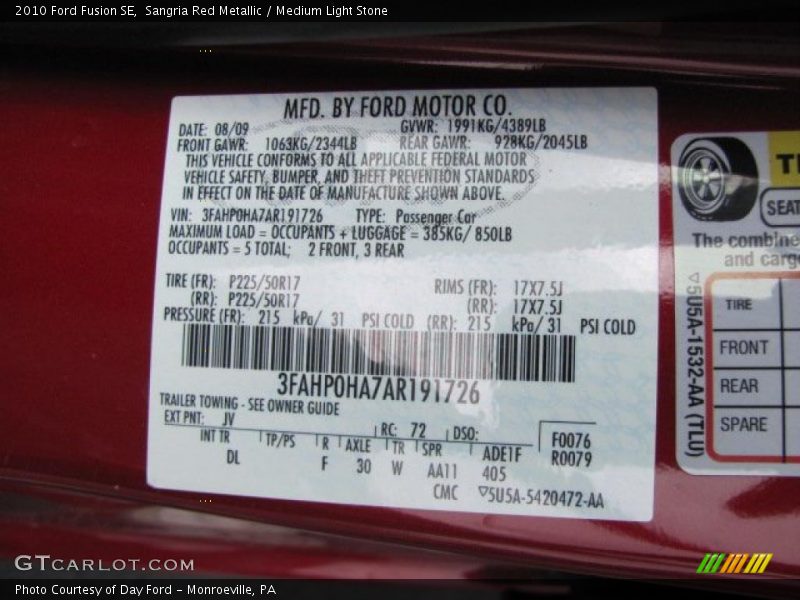 2010 Ford Fusion SE, Sangria Red Metallic / Medium Light Stone
MFD. BY FORD MOTOR CO.
DATE: 08/09 GVWR: 1991KG/4389LB
FRONT GAWR: 1063KG/2344LB REAR GAWR: 928KG/2045LB
THIS VEHICLE CONFORMS TO ALL APPLICABLE FEDERAL MOTOR
VEHICLE SAFETY, BUMPER, AND THEFT PREVENTION STANDARDS
IN EFFECT ON THE DATE OF MANUFACTURE SHOWN ABOVE.
VIN: 3FAHP0HA7AR191726 TYPE: Passenger Car
MAXIMUM LOAD = OCCUPANTS + LUGGAGE = 385KG/ 850LB
OCCUPANTS = 5 TOTAL; 2 FRONT, 3 REAR
TIRE (FR): P225/50R17 RIMS (FR): 17X7.5J
(RR): P225/50R17 (RR): 17X7.5J
PRESSURE (FR): 215 kPa/ 31 PSI COLD (RR): 215 kPa/ 31 PSI COLD
3FAHP0HA7AR191726
TRAILER TOWING - SEE OWNER GUIDE
EXT PNT: JV RC: 72 DSO: F0076
INT TR TP/PS R AXLE TR SPR ADE1F R0079
DL F 30 W AA11 405
CMC 5U5A-5420472-AA
SEAT
The combine
and carg
5U5A-1532-AA (TLU)
TIRE
FRONT
REAR
SPARE
GTCARLOT.COM
Photo Courtesy of Day Ford - Monroeville, PA